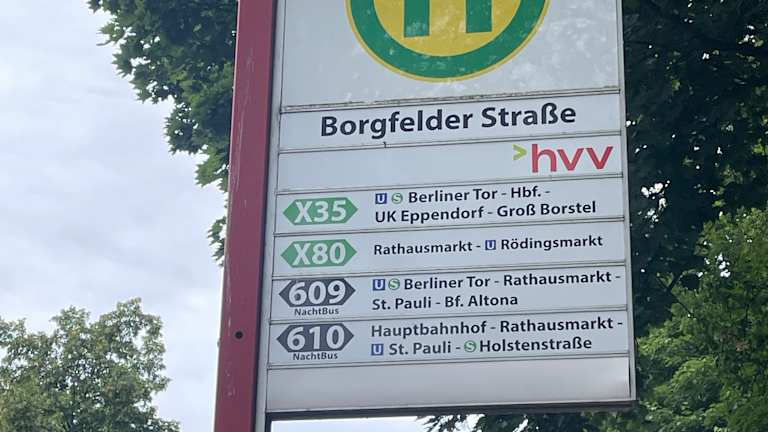 H
Borgfelder Straße
>hvv
X35
U S Berliner Tor - Hbf. -
UK Eppendorf - Groß Borstel
X80
Rathausmarkt - U Rödingsmarkt
609
NachtBus
U S Berliner Tor - Rathausmarkt -
St. Pauli - Bf. Altona
610
NachtBus
Hauptbahnhof - Rathausmarkt -
U St. Pauli - S Holstenstraße